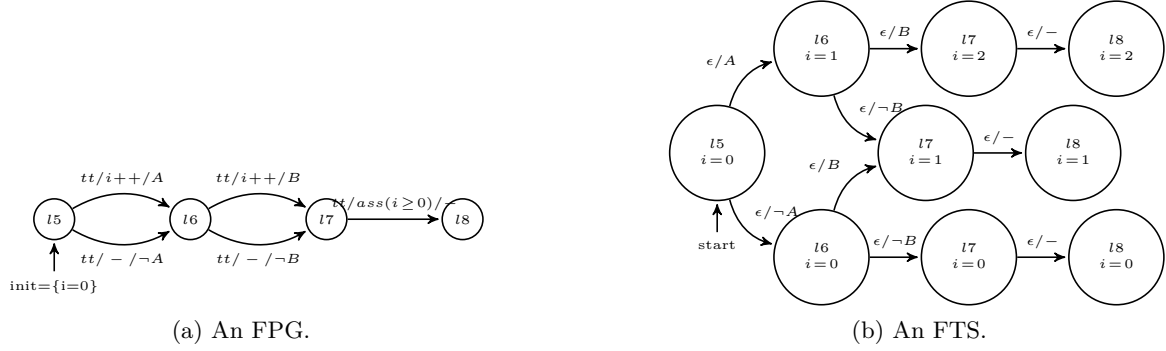 tt/i++/A
tt/i++/B
tt/ass(i≥0)/−
l5
l6
l7
l8
tt/ − /¬A
tt/ − /¬B
init={i=0}
(a) An FPG.
l6
i=1
ϵ/B
l7
i=2
ϵ/-
l8
i=2
ϵ/A
ϵ/¬B
l5
i=0
l7
i=1
ϵ/-
l8
i=1
ϵ/B
ϵ/¬A
start
l6
i=0
ϵ/¬B
l7
i=0
ϵ/-
l8
i=0
(b) An FTS.